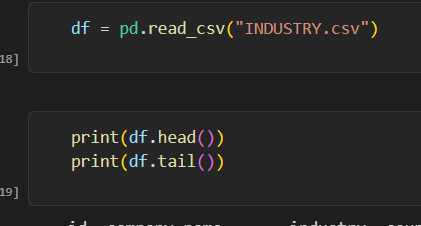 df = pd.read_csv("INDUSTRY.csv")
18]
print(df.head())
print(df.tail())
19]